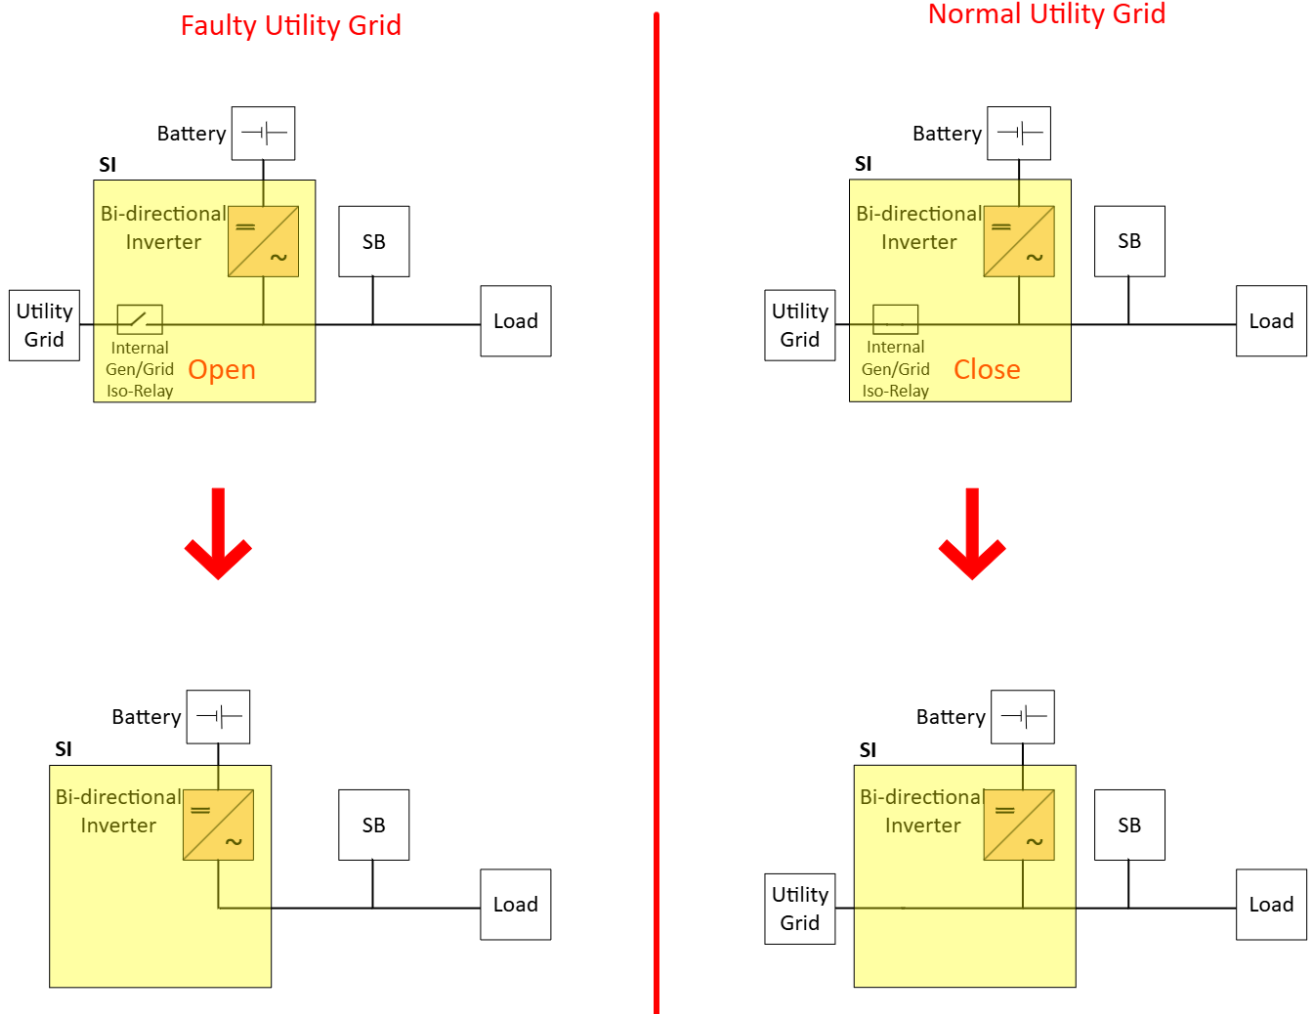 Faulty Utility Grid
Normal Utility Grid
Battery
SI
Bi-directional
Inverter
=
~
SB
Utility
Grid
Internal
Gen/Grid
Iso-Relay
Open
Load
Battery
SI
Bi-directional
Inverter
=
~
SB
Utility
Grid
Internal
Gen/Grid
Iso-Relay
Close
Load
Battery
SI
Bi-directional
Inverter
=
~
SB
Load
Battery
SI
Bi-directional
Inverter
=
~
SB
Utility
Grid
Load